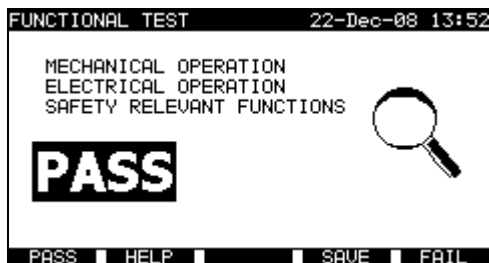 FUNCTIONAL TEST 22-Dec-08 13:52
MECHANICAL OPERATION
ELECTRICAL OPERATION
SAFETY RELEVANT FUNCTIONS
PASS
PASS HELP SAVE FAIL